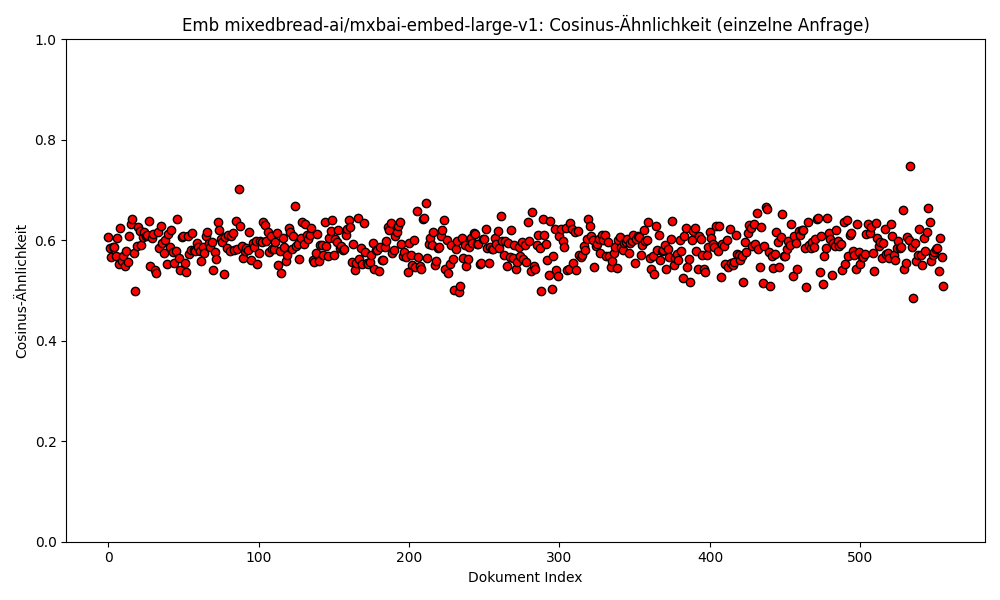 Emb mixedbread-ai/mxbai-embed-large-v1: Cosinus-Ähnlichkeit (einzelne Anfrage)
1.0
0.8
0.6
0.4
0.2
0.0
Cosinus-Ähnlichkeit
0 100 200 300 400 500
Dokument Index